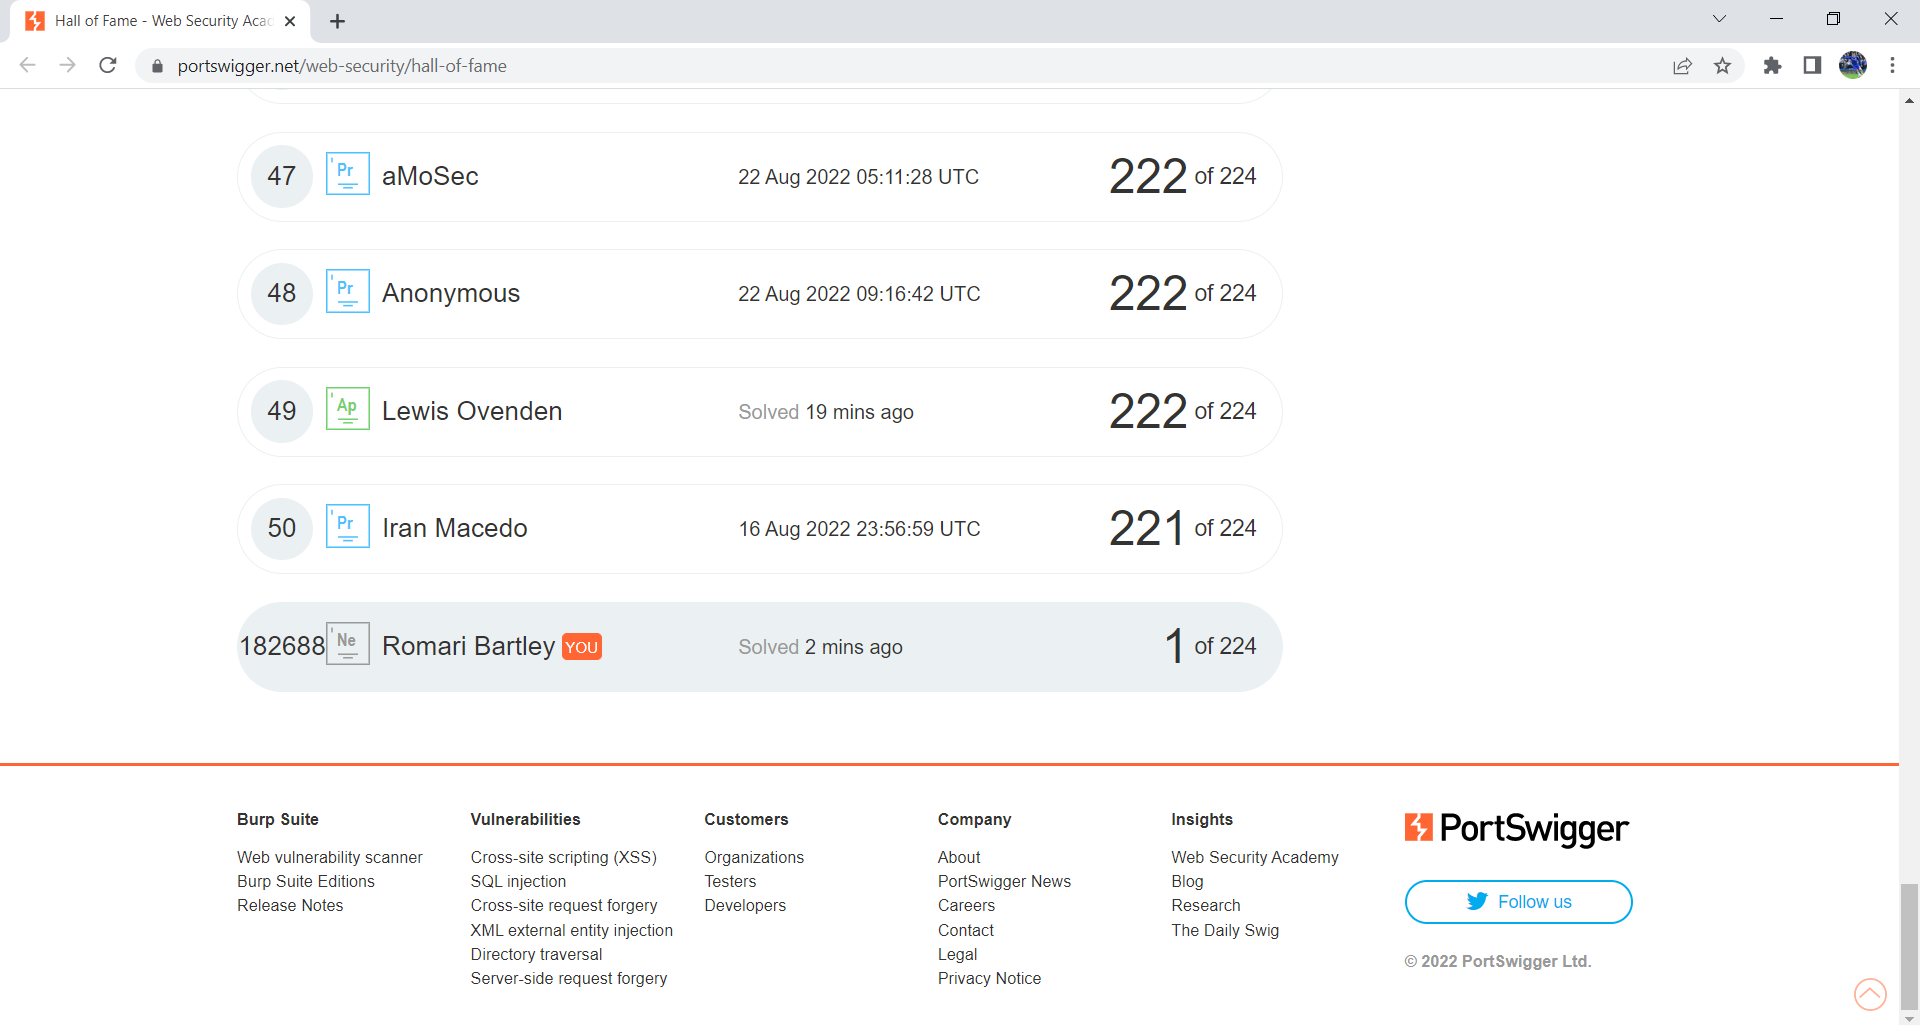 Hall of Fame - Web Security Acad
portswigger.net/web-security/hall-of-fame
47 Pr aMoSec 22 Aug 2022 05:11:28 UTC 222 of 224
48 Pr Anonymous 22 Aug 2022 09:16:42 UTC 222 of 224
49 Ap Lewis Ovenden Solved 19 mins ago 222 of 224
50 Pr Iran Macedo 16 Aug 2022 23:56:59 UTC 221 of 224
182688 Ne Romari Bartley YOU Solved 2 mins ago 1 of 224
Burp Suite
Web vulnerability scanner
Burp Suite Editions
Release Notes
Vulnerabilities
Cross-site scripting (XSS)
SQL injection
Cross-site request forgery
XML external entity injection
Directory traversal
Server-side request forgery
Customers
Organizations
Testers
Developers
Company
About
PortSwigger News
Careers
Contact
Legal
Privacy Notice
Insights
Web Security Academy
Blog
Research
The Daily Swig
PortSwigger
Follow us
© 2022 PortSwigger Ltd.